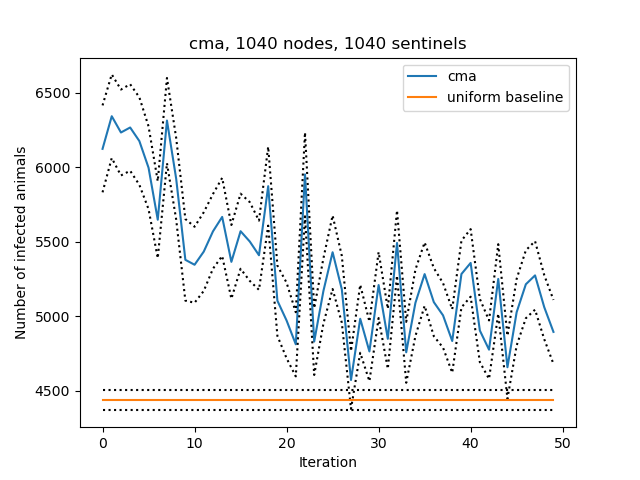 cma, 1040 nodes, 1040 sentinels
cma
uniform baseline
Number of infected animals
6500
6000
5500
5000
4500
0 10 20 30 40 50
Iteration